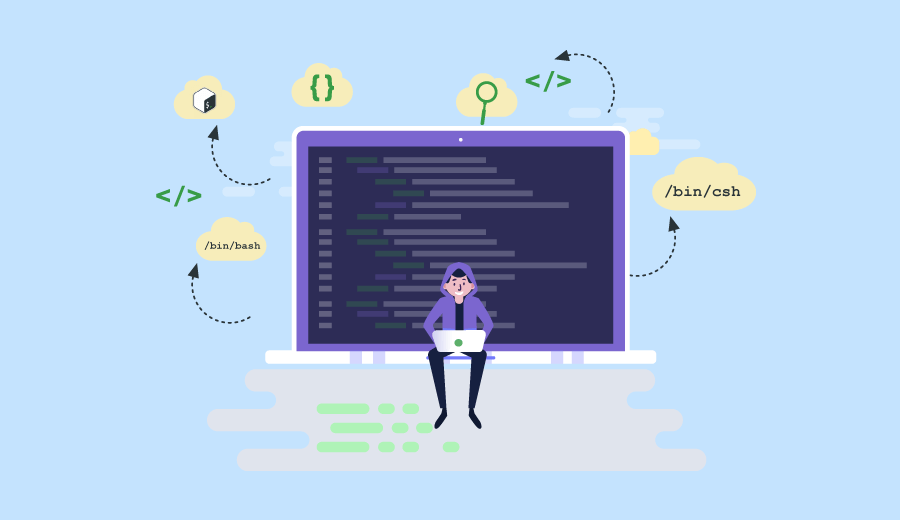 {}
</>
$_
</>
/bin/csh
/bin/bash